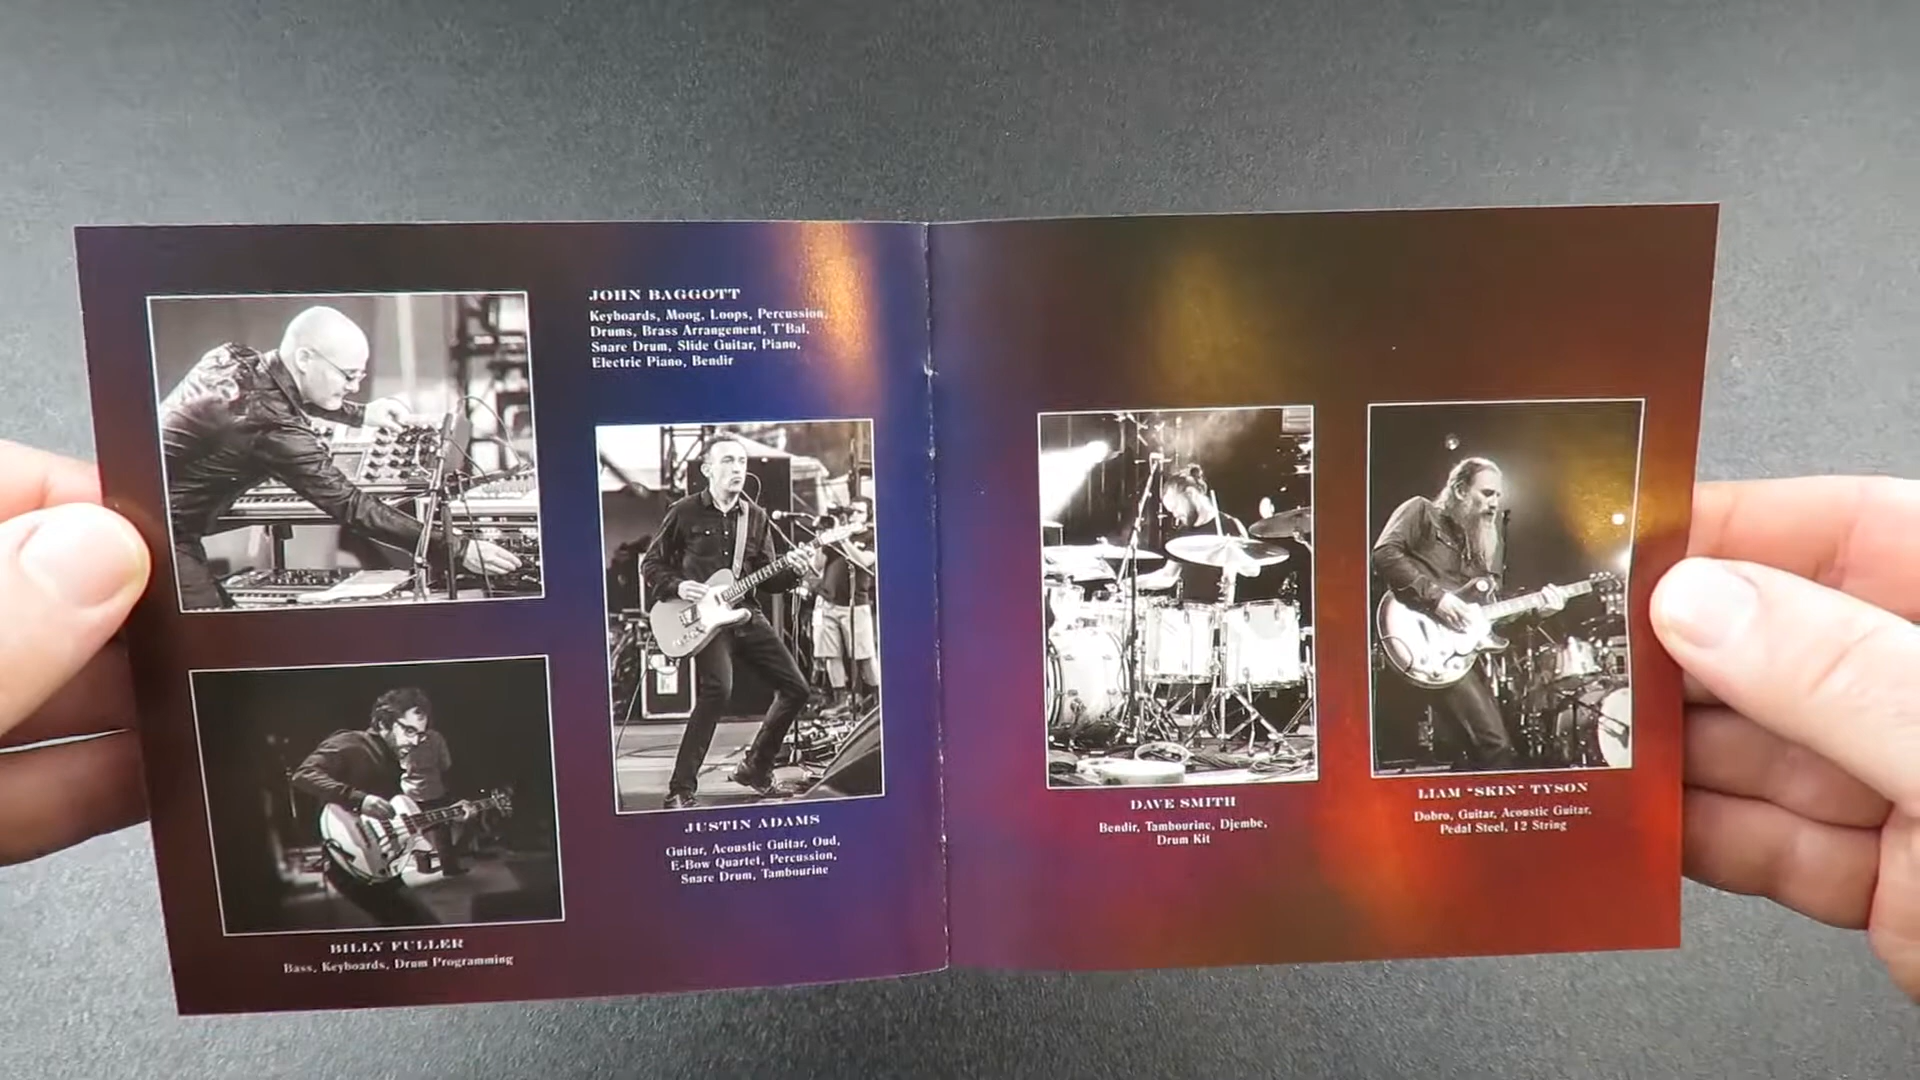 JOHN BAGGOTT
Keyboards, Moog, Loops, Percussion,
Drums, Brass Arrangement, T'Bal,
Snare Drum, Slide Guitar, Piano,
Electric Piano, Bendir
JUSTIN ADAMS
Guitar, Acoustic Guitar, Oud,
E-Bow Quartet, Percussion,
Snare Drum, Tambourine
BILLY FULLER
Bass, Keyboards, Drum Programming
DAVE SMITH
Bendir, Tambourine, Djembe,
Drum Kit
LIAM "SKIN" TYSON
Dobro, Guitar, Acoustic Guitar,
Pedal Steel, 12 String